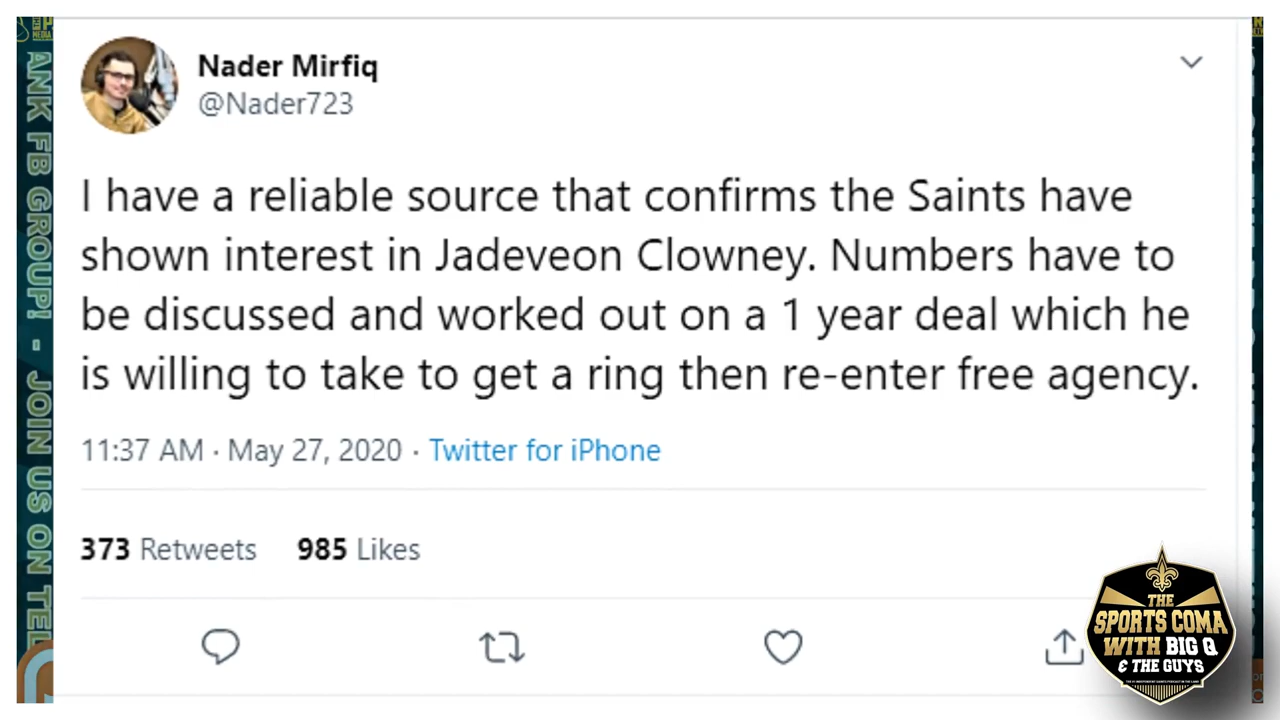 Nader Mirfiq
@Nader723
I have a reliable source that confirms the Saints have
shown interest in Jadeveon Clowney. Numbers have to
be discussed and worked out on a 1 year deal which he
is willing to take to get a ring then re-enter free agency.
11:37 AM · May 27, 2020 · Twitter for iPhone
373 Retweets 985 Likes
ANK FB GROUP! - JOIN US ON TEL
THE
SPORTS COMA
WITH BIG Q
& THE GUYS